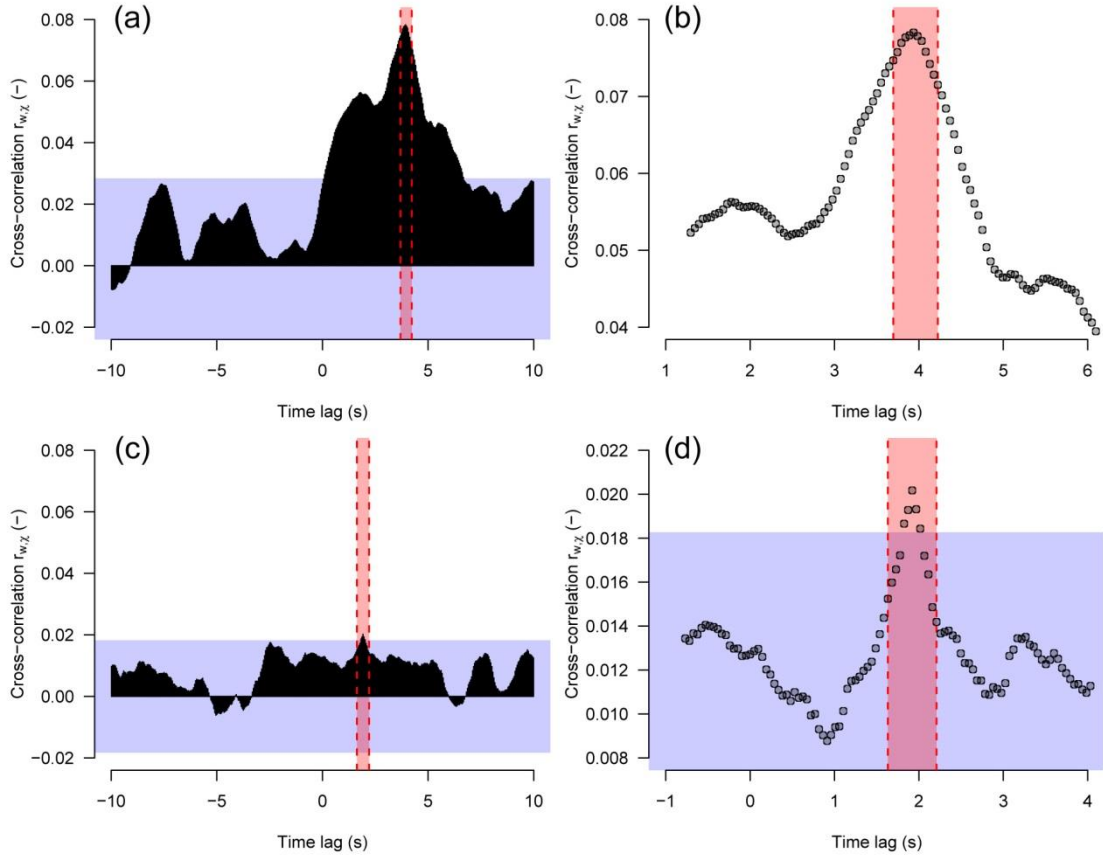 (a)
Cross−correlation r_w,χ (−)
0.08
0.06
0.04
0.02
0.00
−0.02
−10 −5 0 5 10
Time lag (s)
(b)
Cross−correlation r_w,χ (−)
0.08
0.07
0.06
0.05
0.04
1 2 3 4 5 6
Time lag (s)
(c)
Cross−correlation r_w,χ (−)
0.08
0.06
0.04
0.02
0.00
−0.02
−10 −5 0 5 10
Time lag (s)
(d)
Cross−correlation r_w,χ (−)
0.022
0.020
0.018
0.016
0.014
0.012
0.010
0.008
−1 0 1 2 3 4
Time lag (s)